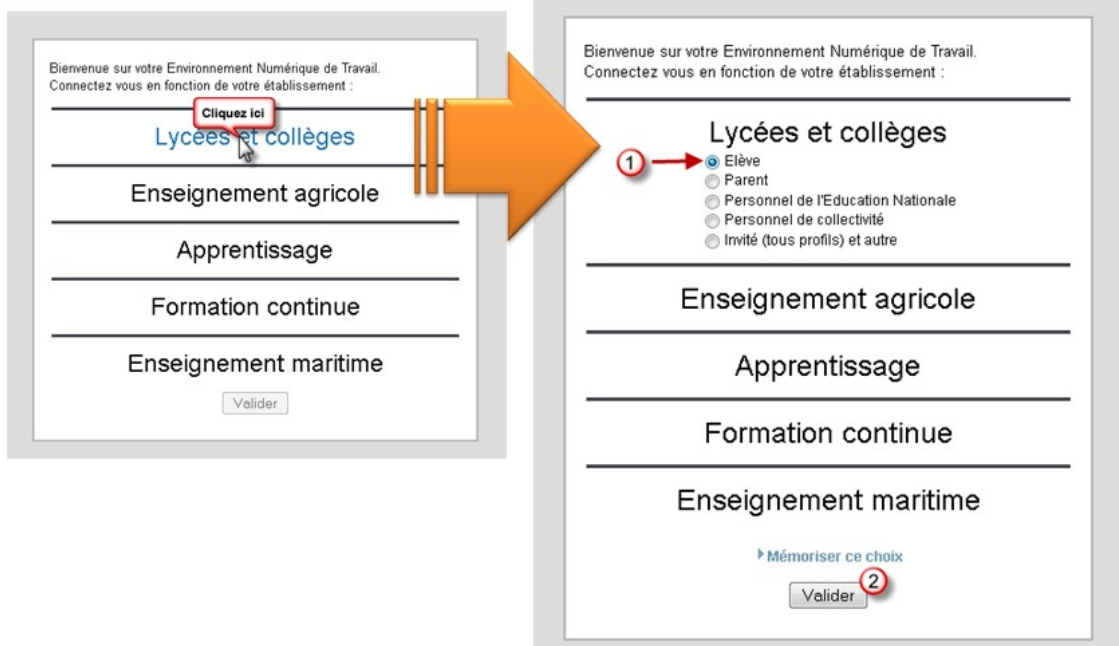 Bienvenue sur votre Environnement Numérique de Travail.
Connectez vous en fonction de votre établissement :
Cliquez ici
Lycées et collèges
Enseignement agricole
Apprentissage
Formation continue
Enseignement maritime
Valider
Bienvenue sur votre Environnement Numérique de Travail.
Connectez vous en fonction de votre établissement :
Lycées et collèges
1
Elève
Parent
Personnel de l'Education Nationale
Personnel de collectivité
Invité (tous profils) et autre
Enseignement agricole
Apprentissage
Formation continue
Enseignement maritime
Mémoriser ce choix
Valider
2